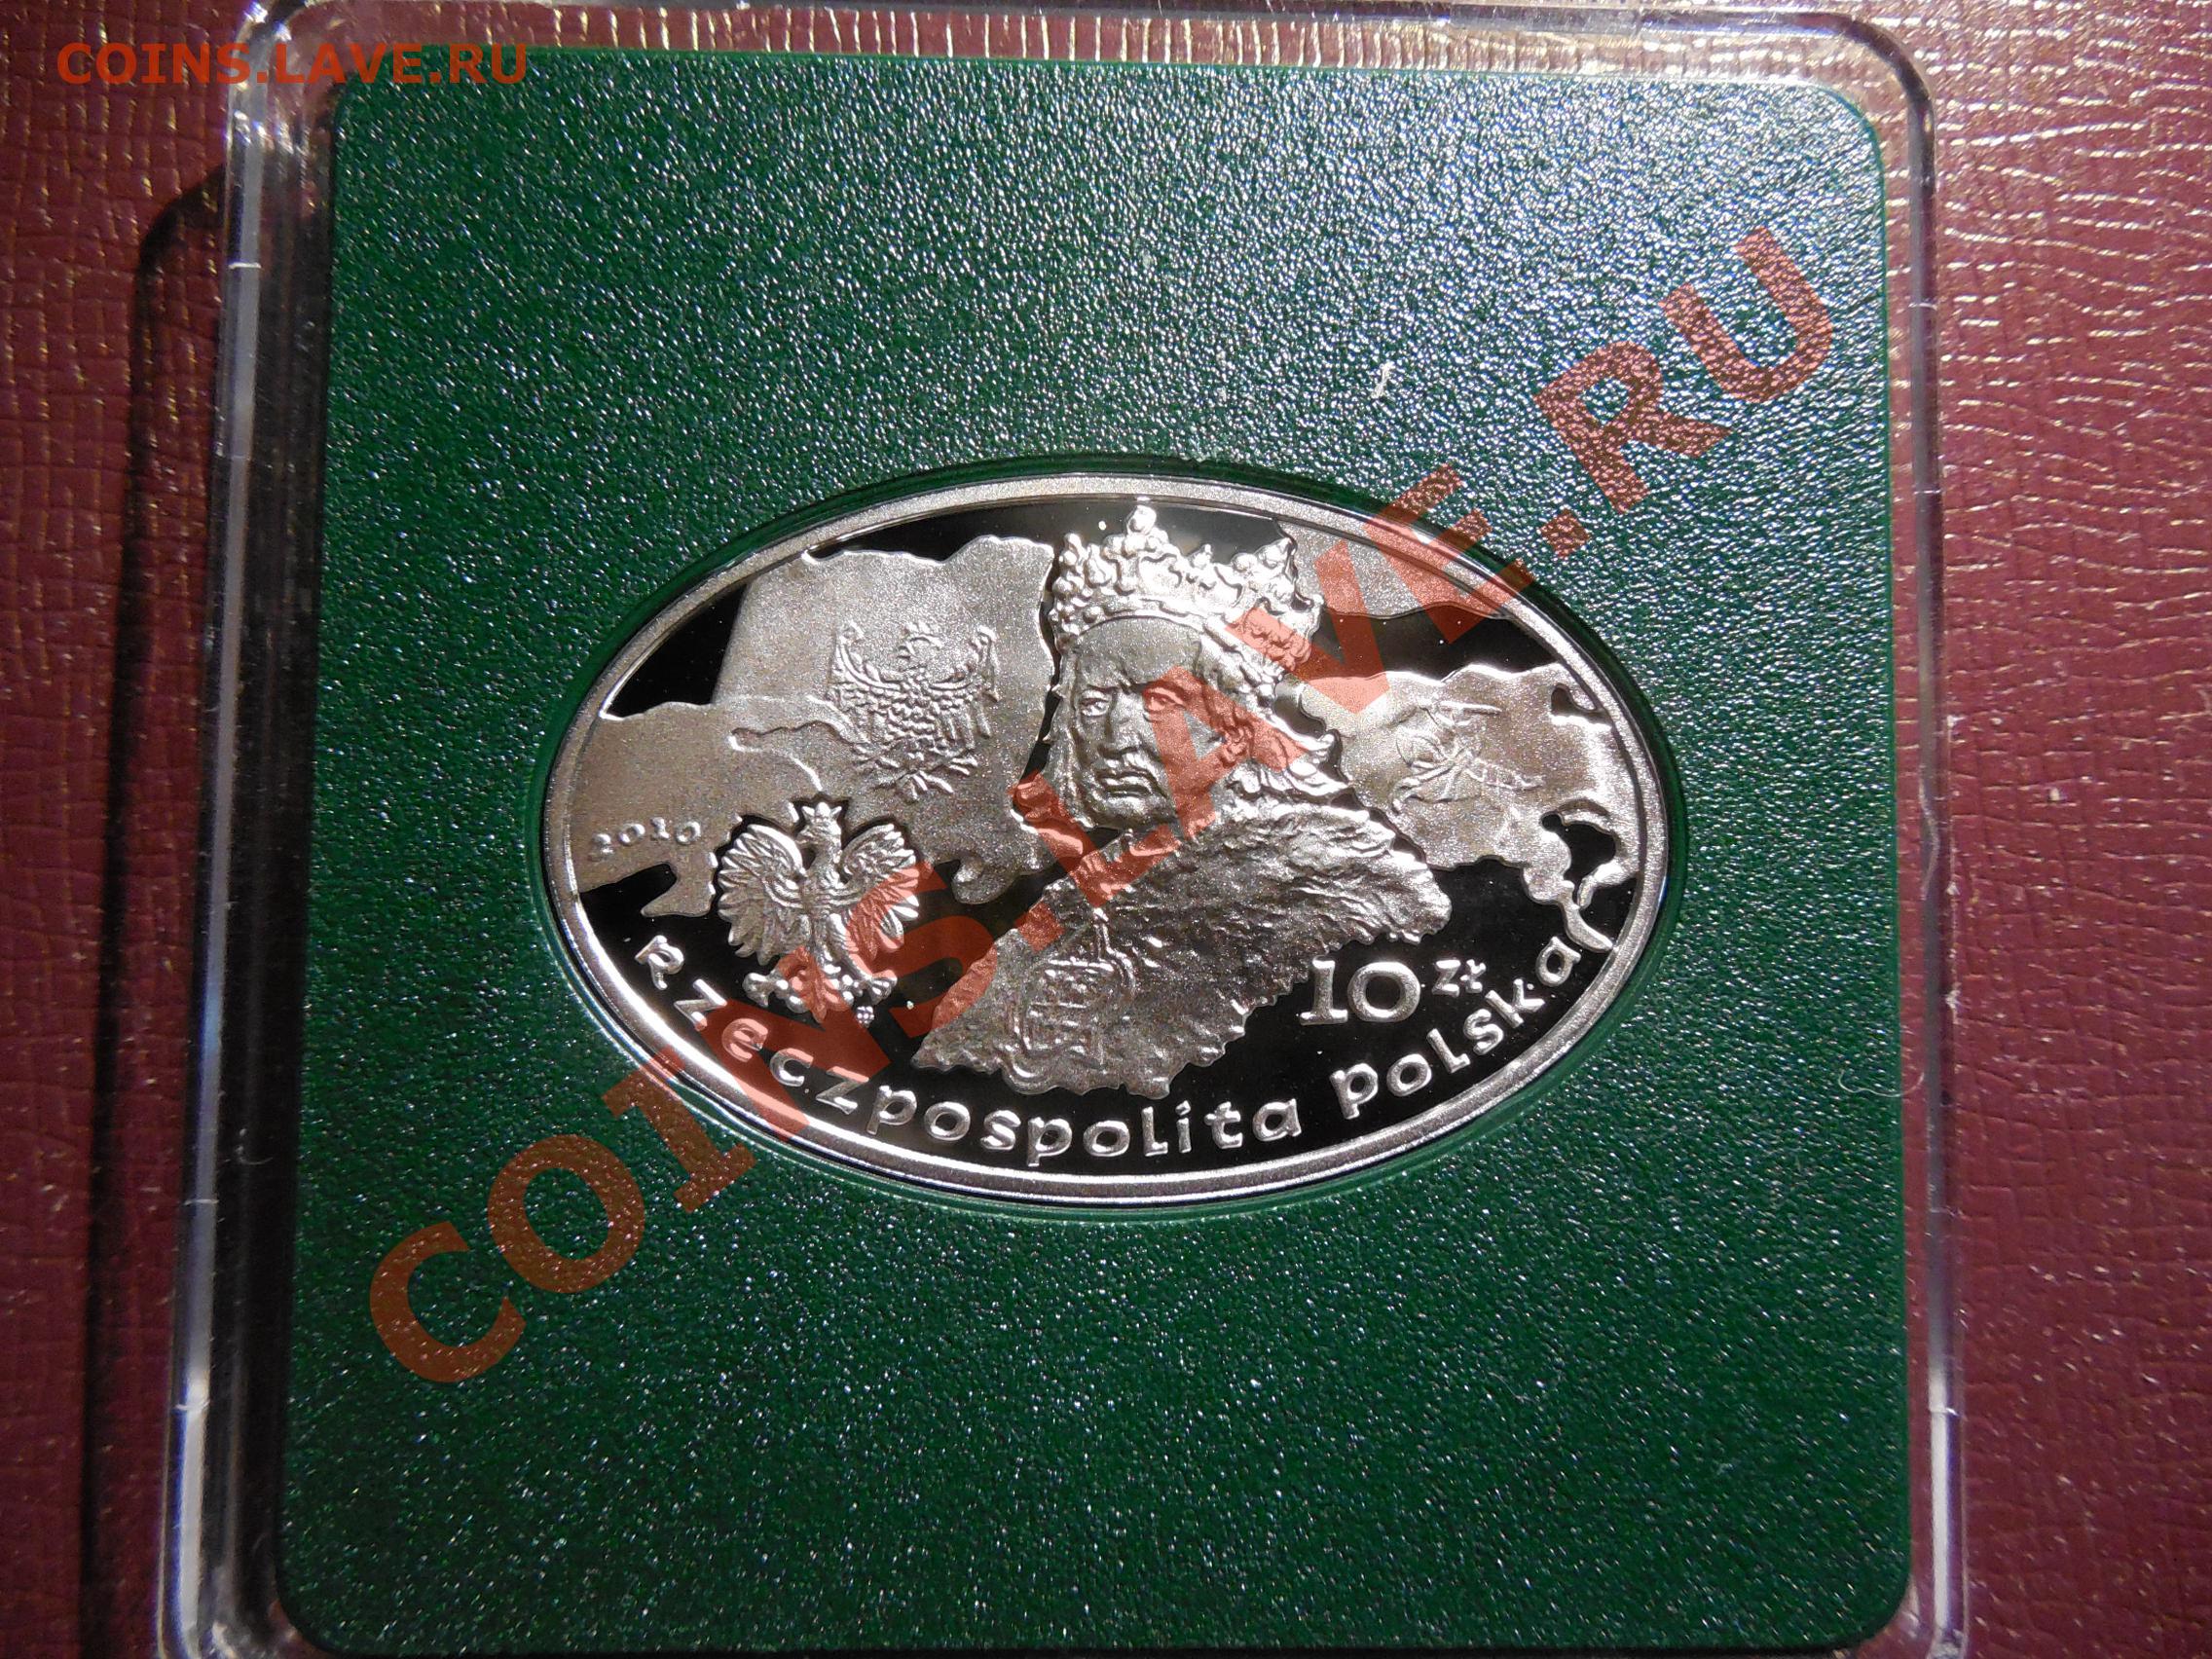 COINS.LAVE.RU
COINS.LAVE.RU
2010
10 zł
Rzeczpospolita Polska